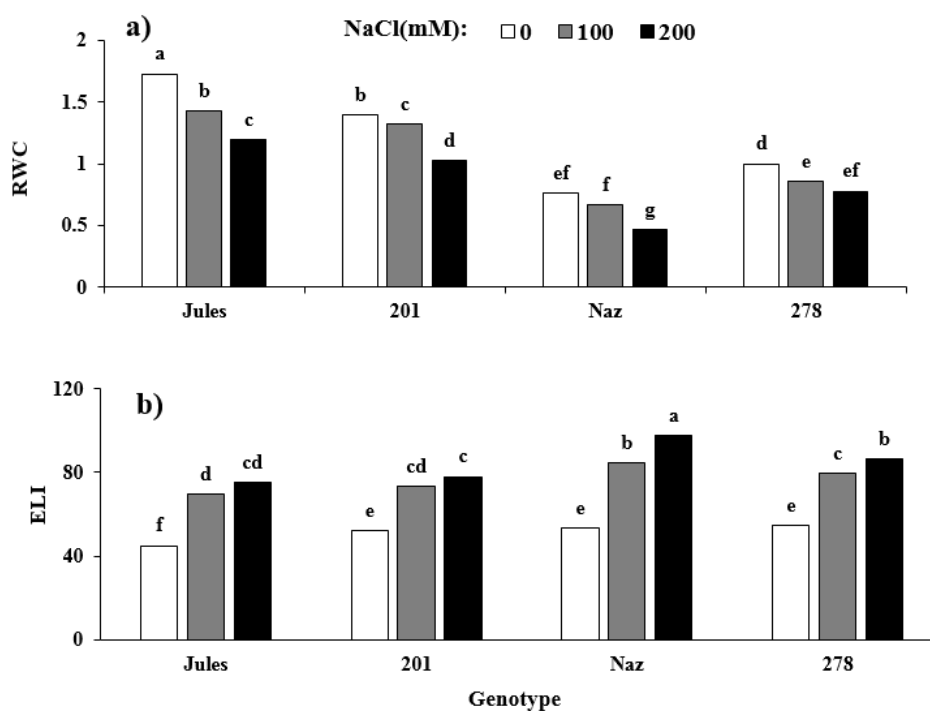 a) NaCl(mM): 0 100 200
2
1.5
1
0.5
0
RWC
a b c b c d ef f g d e ef
Jules 201 Naz 278
b)
120
80
40
0
ELI
f d cd e cd c e b a e c b
Jules 201 Naz 278
Genotype